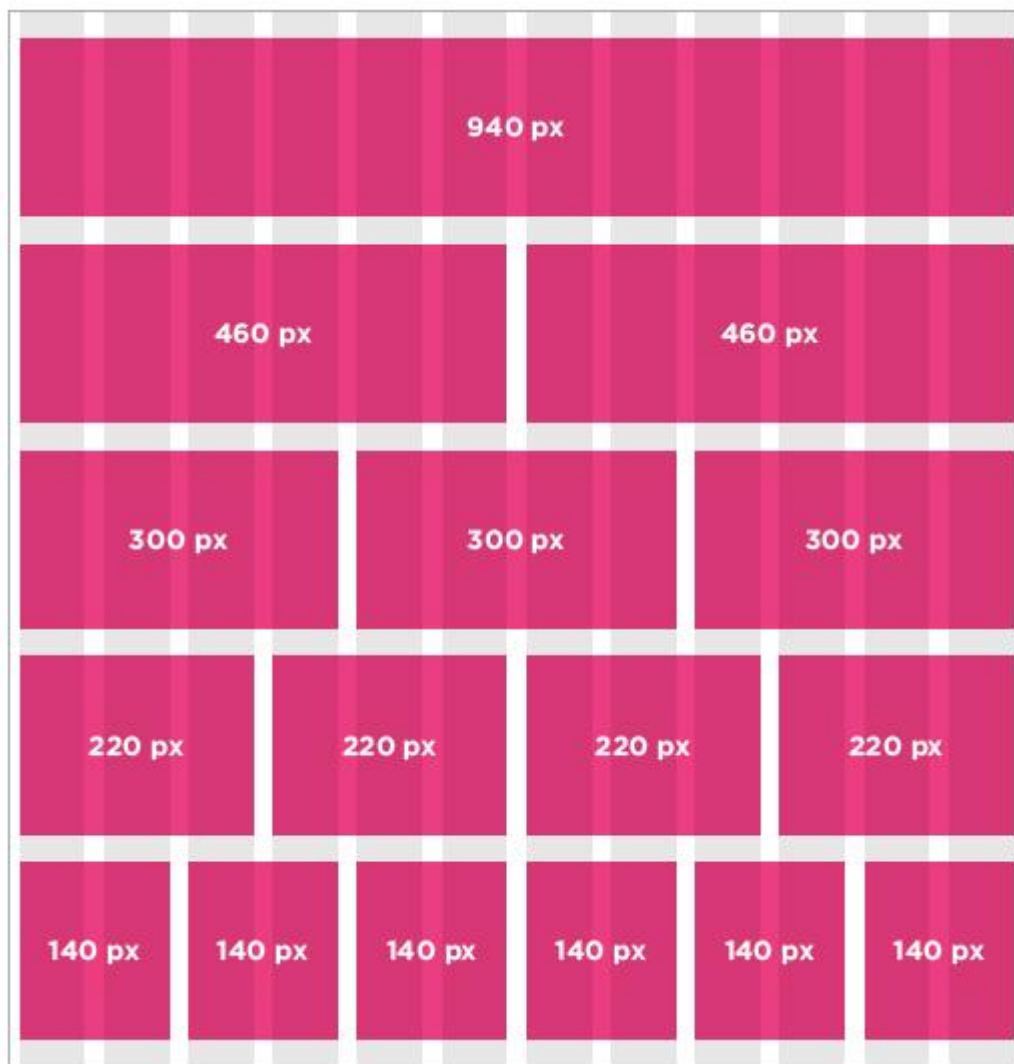 940 px
460 px 460 px
300 px 300 px 300 px
220 px 220 px 220 px 220 px
140 px 140 px 140 px 140 px 140 px 140 px